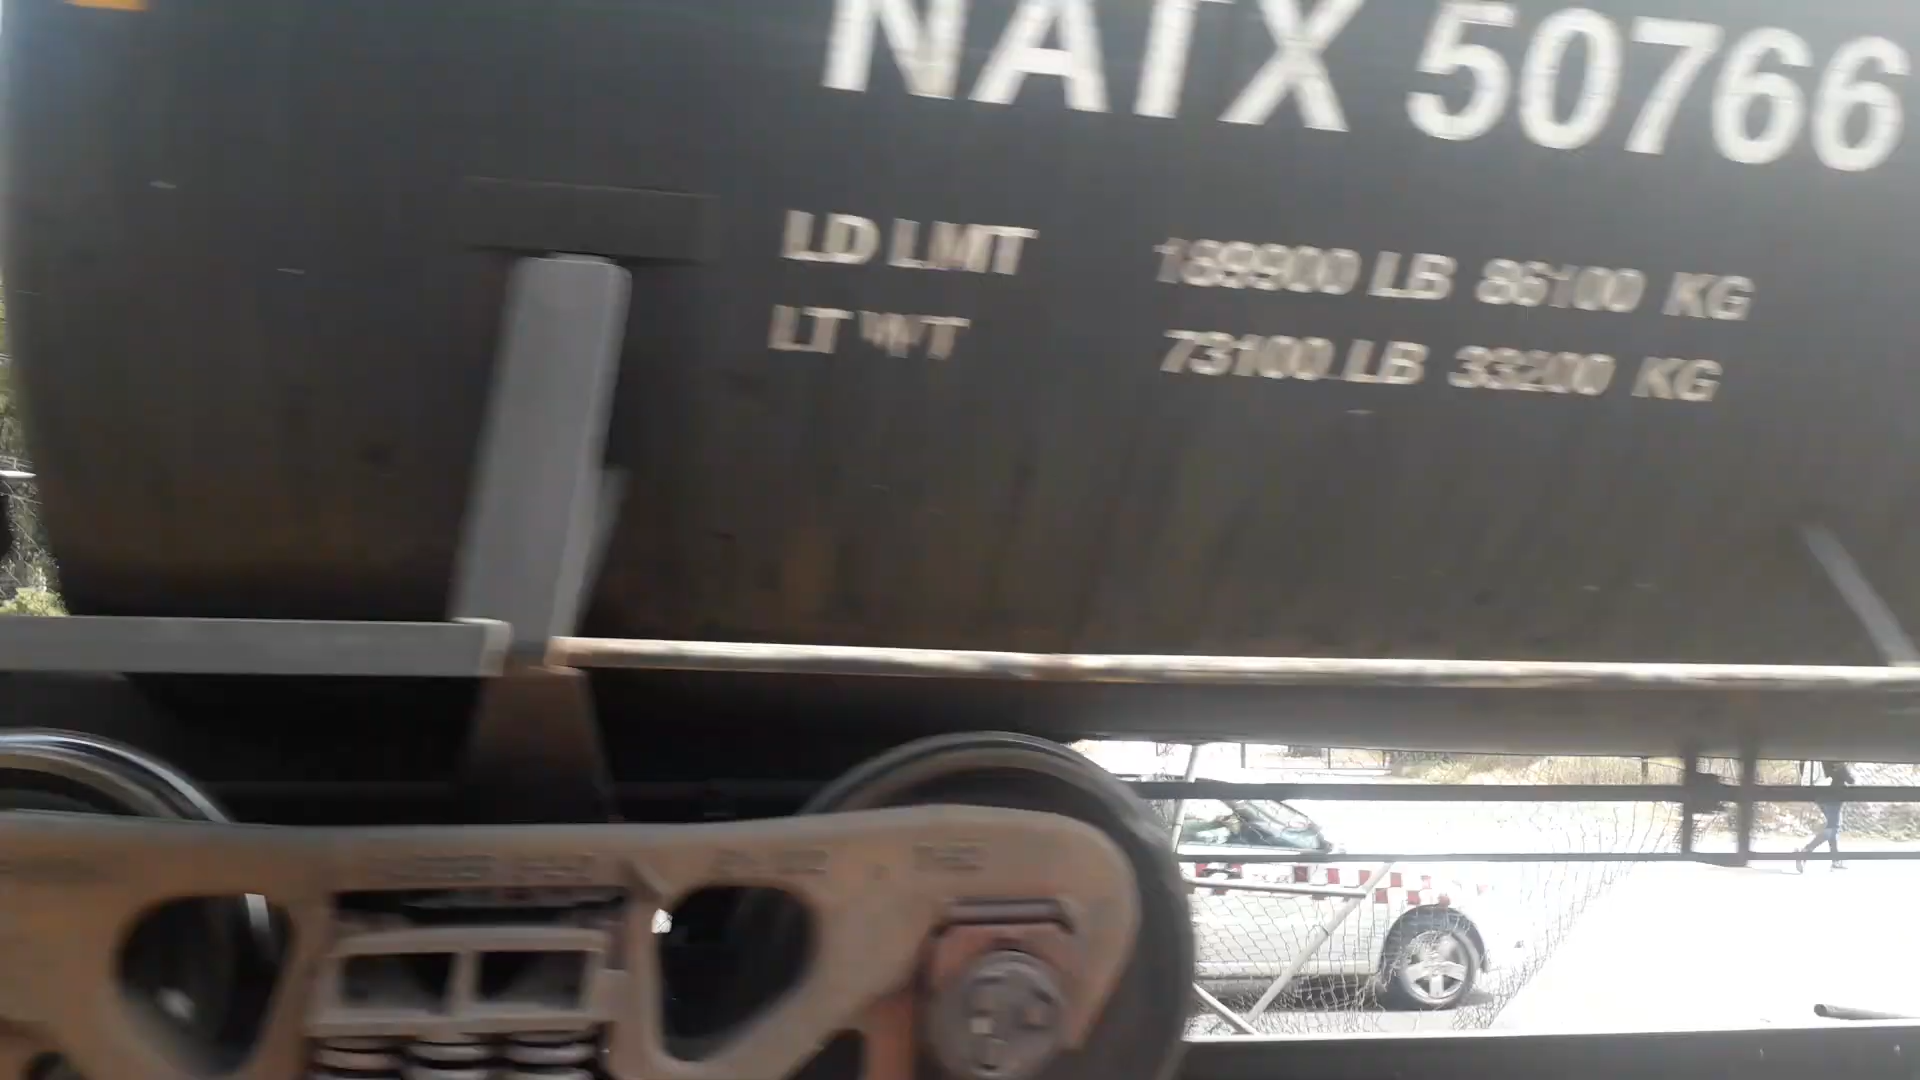 NATX 50766
LD LMT 189900 LB 86100 KG
LT WT 73100 LB 33200 KG